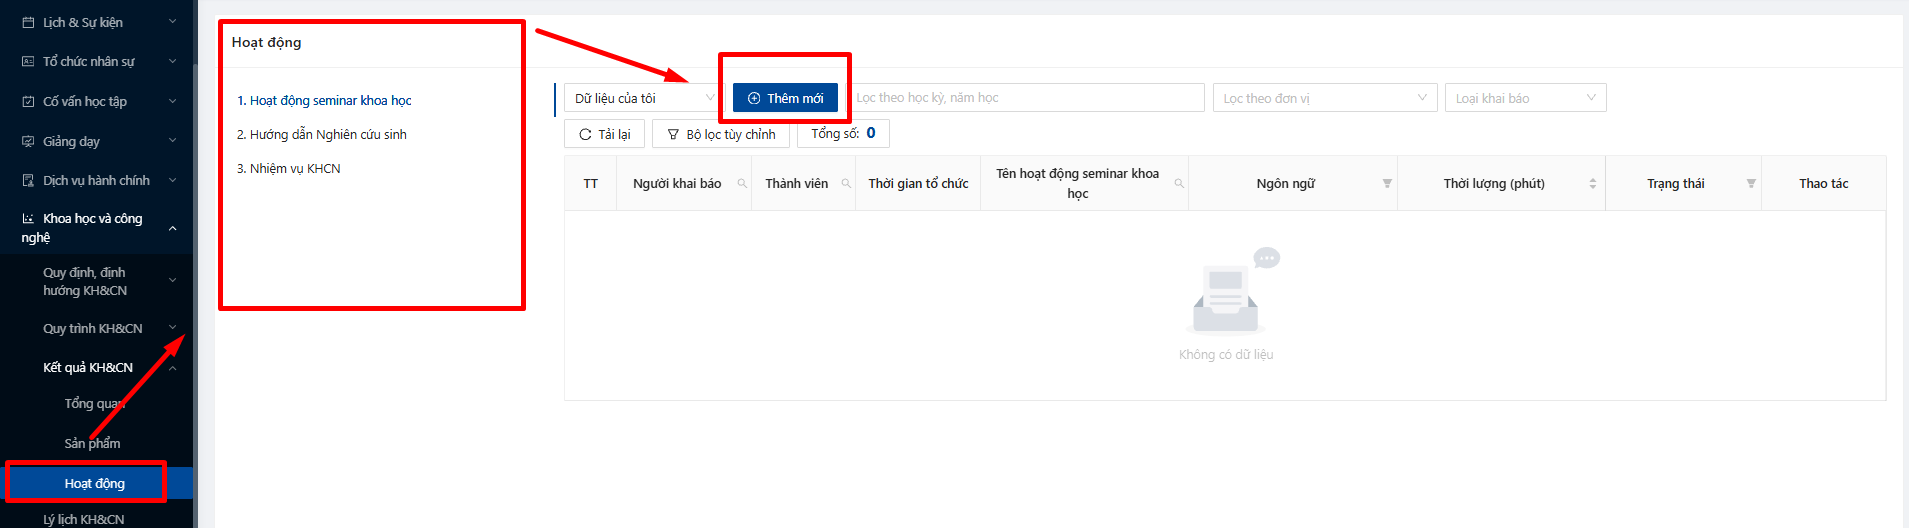 Lịch & Sự kiện
Tổ chức nhân sự
Cố vấn học tập
Giảng dạy
Dịch vụ hành chính
Khoa học và công
nghệ
Quy định, định
hướng KH&CN
Quy trình KH&CN
Kết quả KH&CN
Tổng quan
Sản phẩm
Hoạt động
Lý lịch KH&CN
Hoạt động
1. Hoạt động seminar khoa học
2. Hướng dẫn Nghiên cứu sinh
3. Nhiệm vụ KHCN
Dữ liệu của tôi Thêm mới Lọc theo học kỳ, năm học Lọc theo đơn vị Loại khai báo
Tải lại Bộ lọc tùy chỉnh Tổng số: 0
TT Người khai báo Thành viên Thời gian tổ chức Tên hoạt động seminar khoa Ngôn ngữ Thời lượng (phút) Trạng thái Thao tác
học
Không có dữ liệu